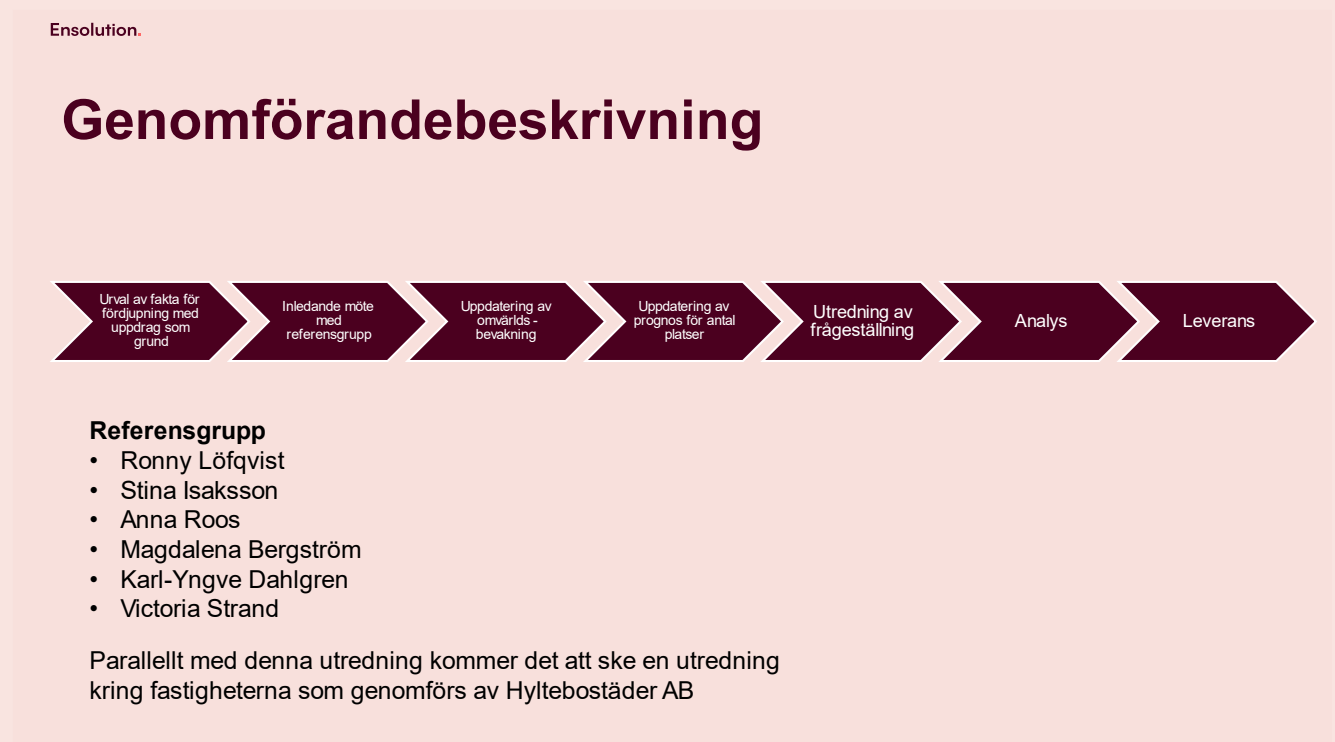 Ensolution.
Genomförandebeskrivning
Urval av fakta för
fördjupning med
uppdrag som
grund
Inledande möte
med
referensgrupp
Uppdatering av
omvärlds -
bevakning
Uppdatering av
prognos för antal
platser
Utredning av
frågeställning
Analys
Leverans
Referensgrupp
• Ronny Löfqvist
• Stina Isaksson
• Anna Roos
• Magdalena Bergström
• Karl-Yngve Dahlgren
• Victoria Strand
Parallellt med denna utredning kommer det att ske en utredning
kring fastigheterna som genomförs av Hyltebostäder AB